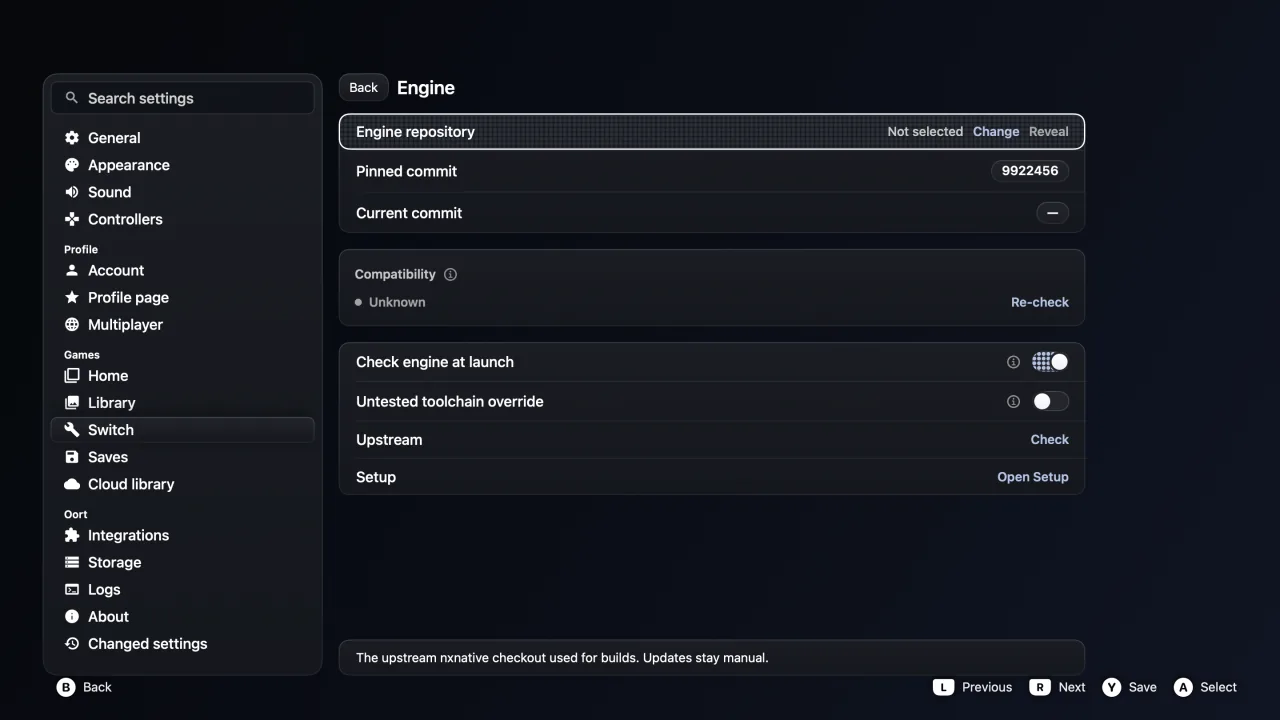 Search settings
General
Appearance
Sound
Controllers
Profile
Account
Profile page
Multiplayer
Games
Home
Library
Switch
Saves
Cloud library
Oort
Integrations
Storage
Logs
About
Changed settings
Back Engine
Engine repository Not selected Change Reveal
Pinned commit 9922456
Current commit —
Compatibility
Unknown Re-check
Check engine at launch
Untested toolchain override
Upstream Check
Setup Open Setup
The upstream nxnative checkout used for builds. Updates stay manual.
B Back L Previous R Next Y Save A Select